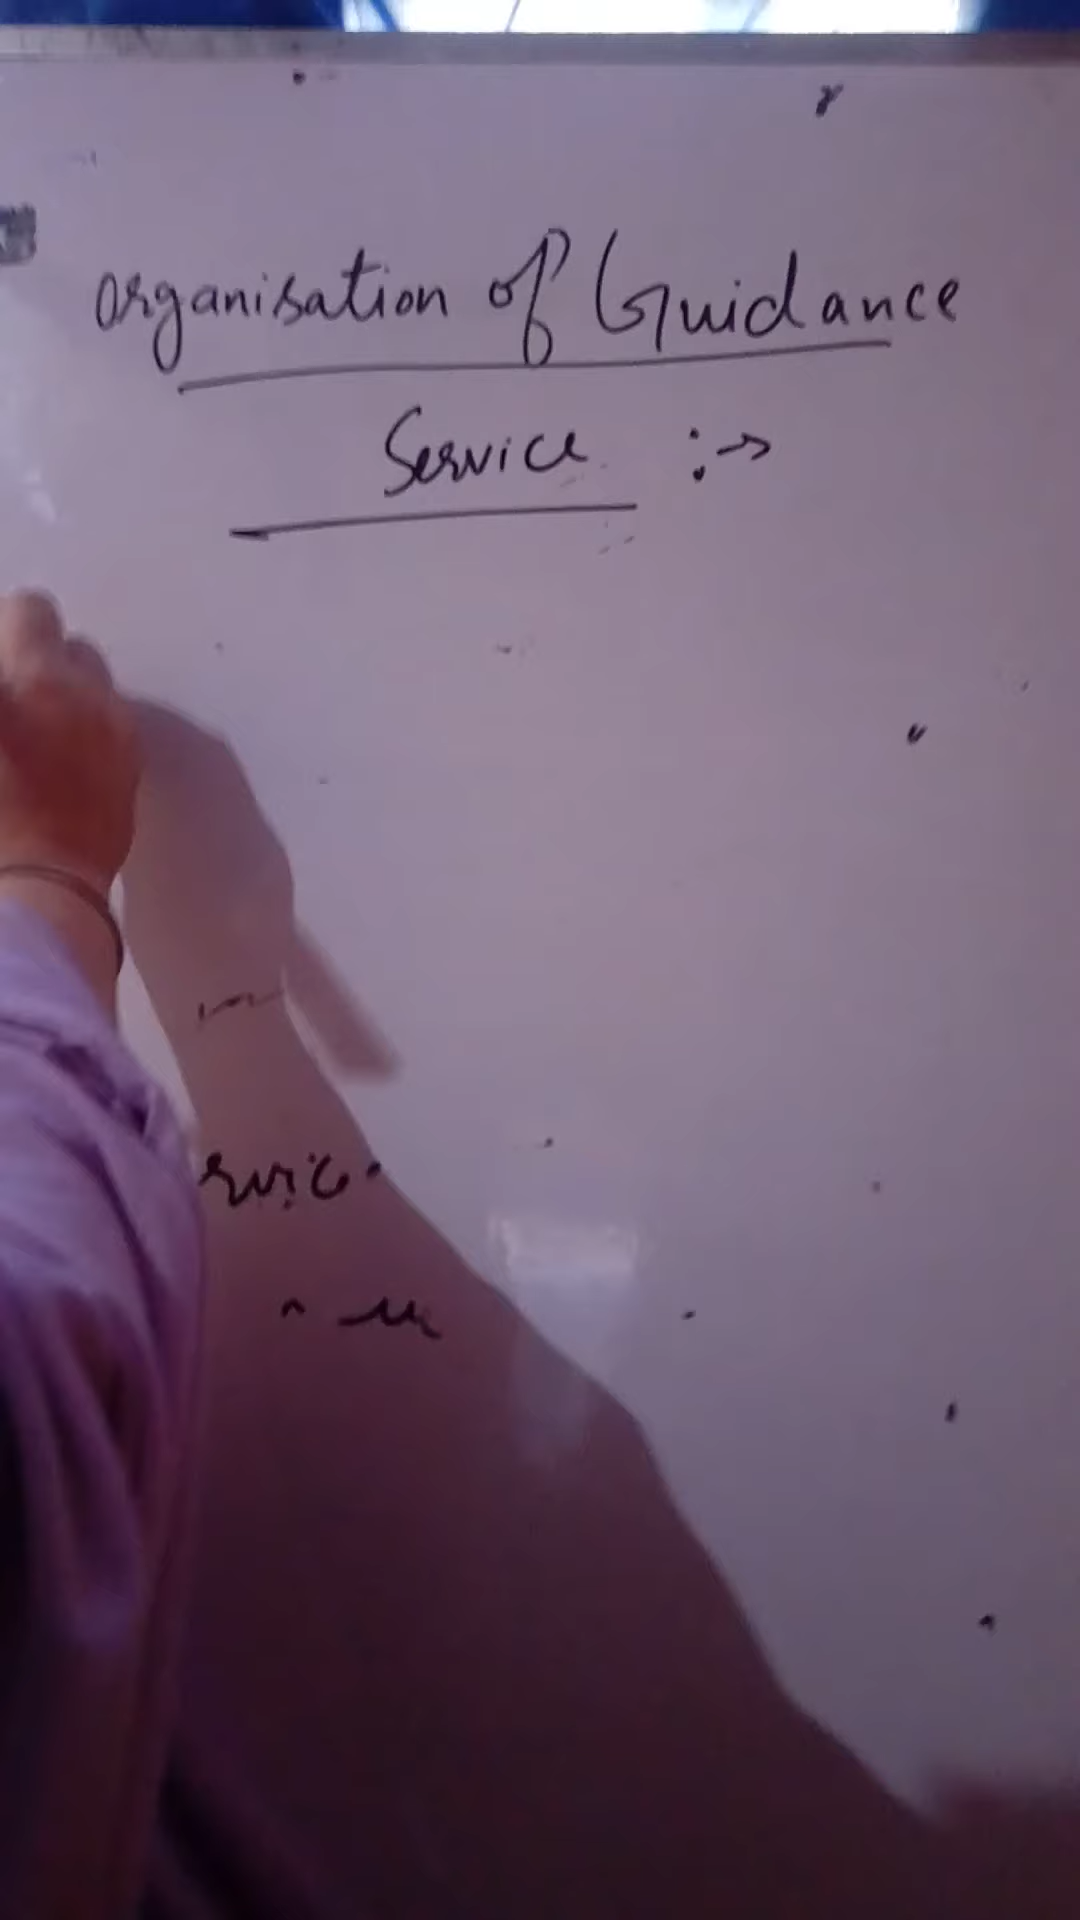 Organisation of Guidance
Service :→